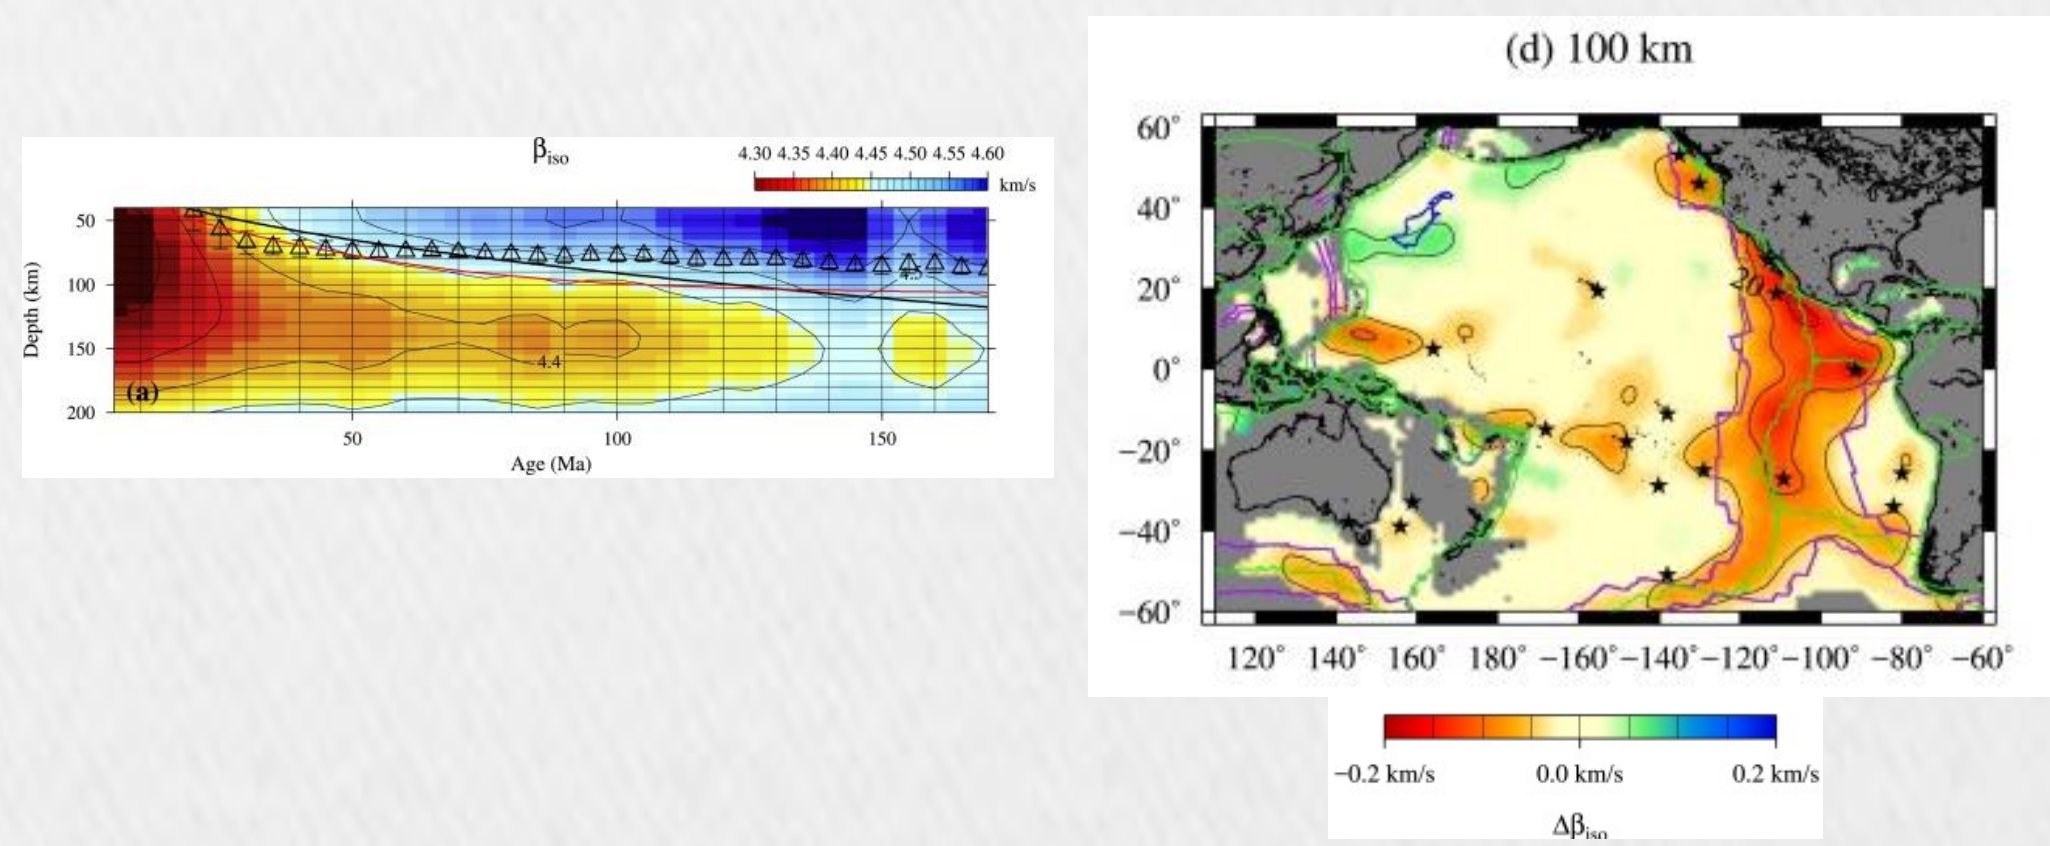 βiso
4.30 4.35 4.40 4.45 4.50 4.55 4.60
km/s
50
100
150
200
Depth (km)
4.5
4.4
(a)
50 100 150
Age (Ma)
(d) 100 km
60°
40°
20°
0°
−20°
−40°
−60°
20
120° 140° 160° 180° −160° −140° −120° −100° −80° −60°
−0.2 km/s 0.0 km/s 0.2 km/s
Δβiso